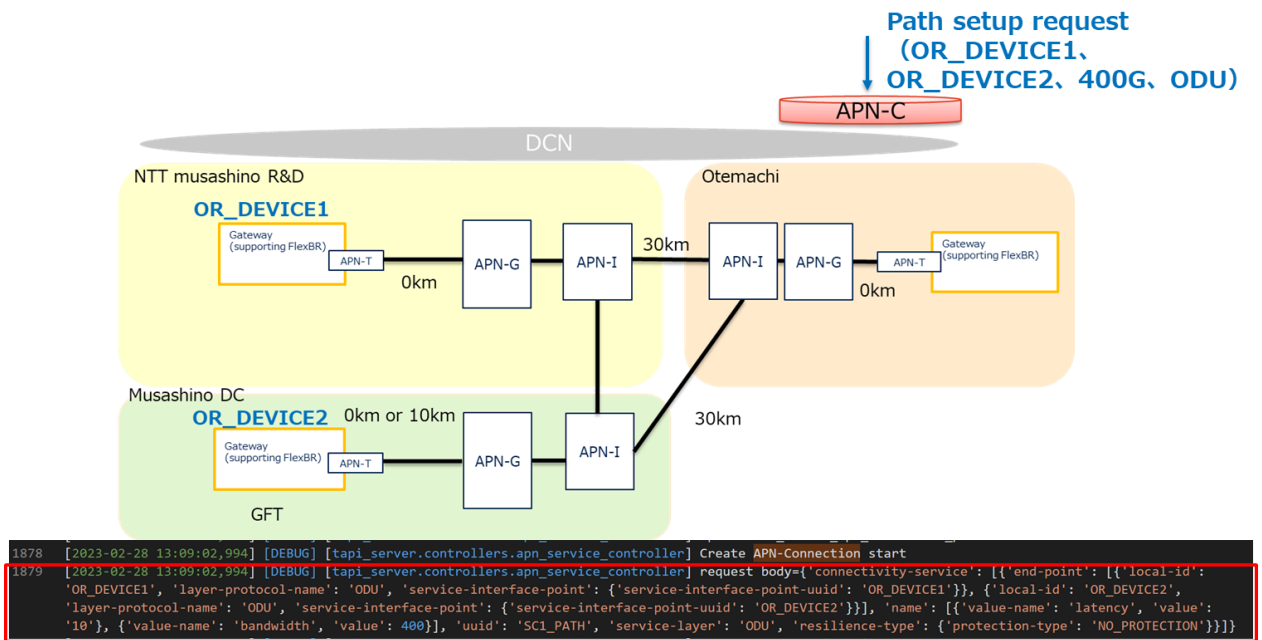 Path setup request
（OR_DEVICE1、
OR_DEVICE2、400G、ODU）
APN-C
DCN
NTT musashino R&D
Otemachi
OR_DEVICE1
Gateway
(supporting FlexBR)
APN-T
0km
APN-G
APN-I
30km
APN-I
APN-G
0km
APN-T
Gateway
(supporting FlexBR)
Musashino DC
OR_DEVICE2
0km or 10km
Gateway
(supporting FlexBR)
APN-T
APN-G
APN-I
30km
GFT
1878 [2023-02-28 13:09:02,994] [DEBUG] [tapi_server.controllers.apn_service_controller] Create APN-Connection start
1879 [2023-02-28 13:09:02,994] [DEBUG] [tapi_server.controllers.apn_service_controller] request body={'connectivity-service': [{'end-point': [{'local-id':
'OR_DEVICE1', 'layer-protocol-name': 'ODU', 'service-interface-point': {'service-interface-point-uuid': 'OR_DEVICE1'}}, {'local-id': 'OR_DEVICE2',
'layer-protocol-name': 'ODU', 'service-interface-point': {'service-interface-point-uuid': 'OR_DEVICE2'}}], 'name': [{'value-name': 'latency', 'value':
'10'}, {'value-name': 'bandwidth', 'value': 400}], 'uuid': 'SC1_PATH', 'service-layer': 'ODU', 'resilience-type': {'protection-type': 'NO_PROTECTION'}}]}